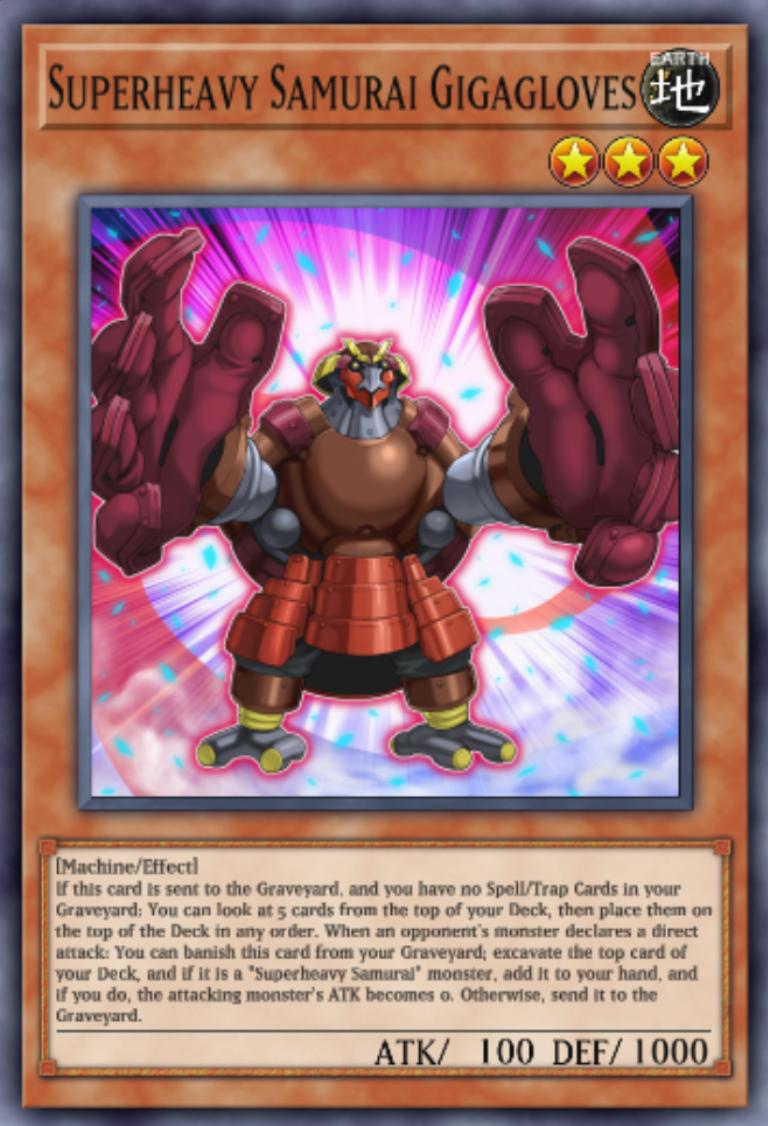 SUPERHEAVY SAMURAI GIGAGLOVES
EARTH
地
[Machine/Effect]
If this card is sent to the Graveyard, and you have no Spell/Trap Cards in your
Graveyard: You can look at 5 cards from the top of your Deck, then place them on
the top of the Deck in any order. When an opponent's monster declares a direct
attack: You can banish this card from your Graveyard; excavate the top card of
your Deck, and if it is a "Superheavy Samurai" monster, add it to your hand, and
if you do, the attacking monster's ATK becomes 0. Otherwise, send it to the
Graveyard.
ATK/ 100 DEF/ 1000